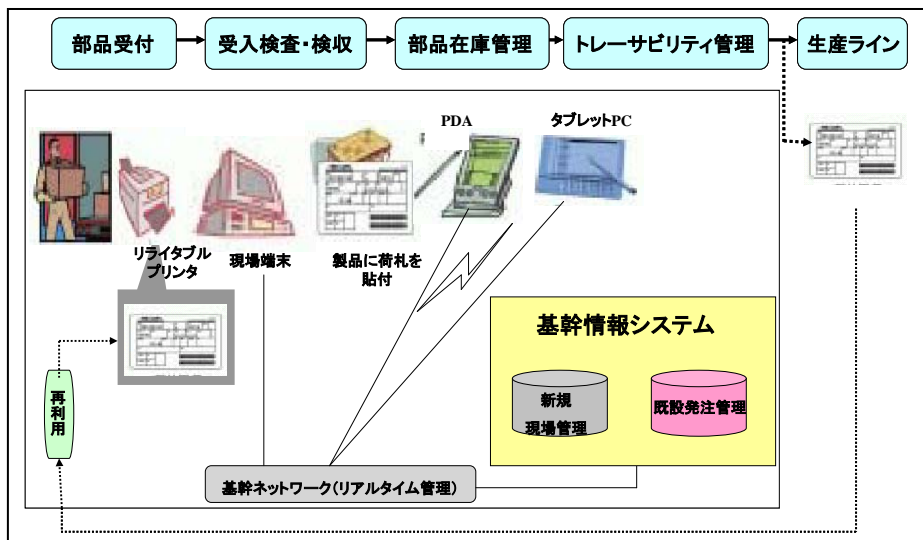 部品受付
受入検査・検収
部品在庫管理
トレーサビリティ管理
生産ライン
PDA
タブレットPC
リライタブル
プリンタ
現場端末
製品に荷札を
貼付
基幹情報システム
新規
現場管理
既設発注管理
再利用
基幹ネットワーク(リアルタイム管理)